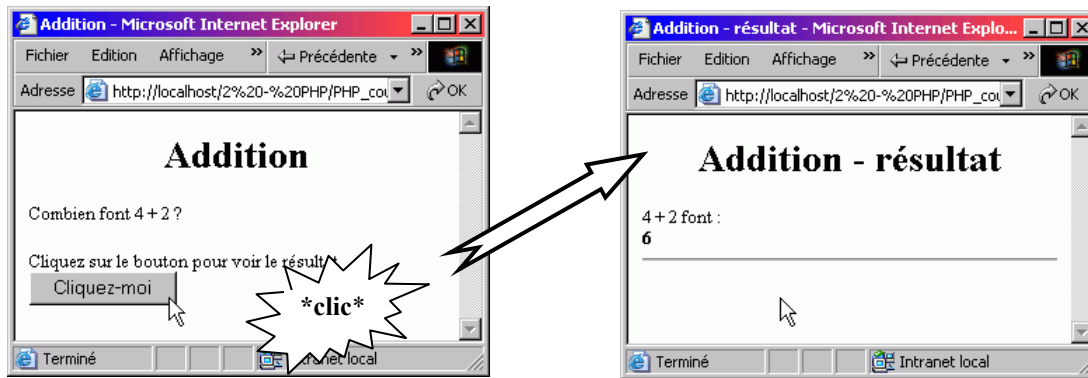 Addition - Microsoft Internet Explorer
Fichier Edition Affichage » Précédente »
Adresse http://localhost/2%20-%20PHP/PHP_cou OK
Addition
Combien font 4 + 2 ?
Cliquez sur le bouton pour voir le résultat
Cliquez-moi
*clic*
Terminé local
Addition - résultat - Microsoft Internet Explo...
Fichier Edition Affichage » Précédente »
Adresse http://localhost/2%20-%20PHP/PHP_cou OK
Addition - résultat
4 + 2 font :
6
Terminé Intranet local